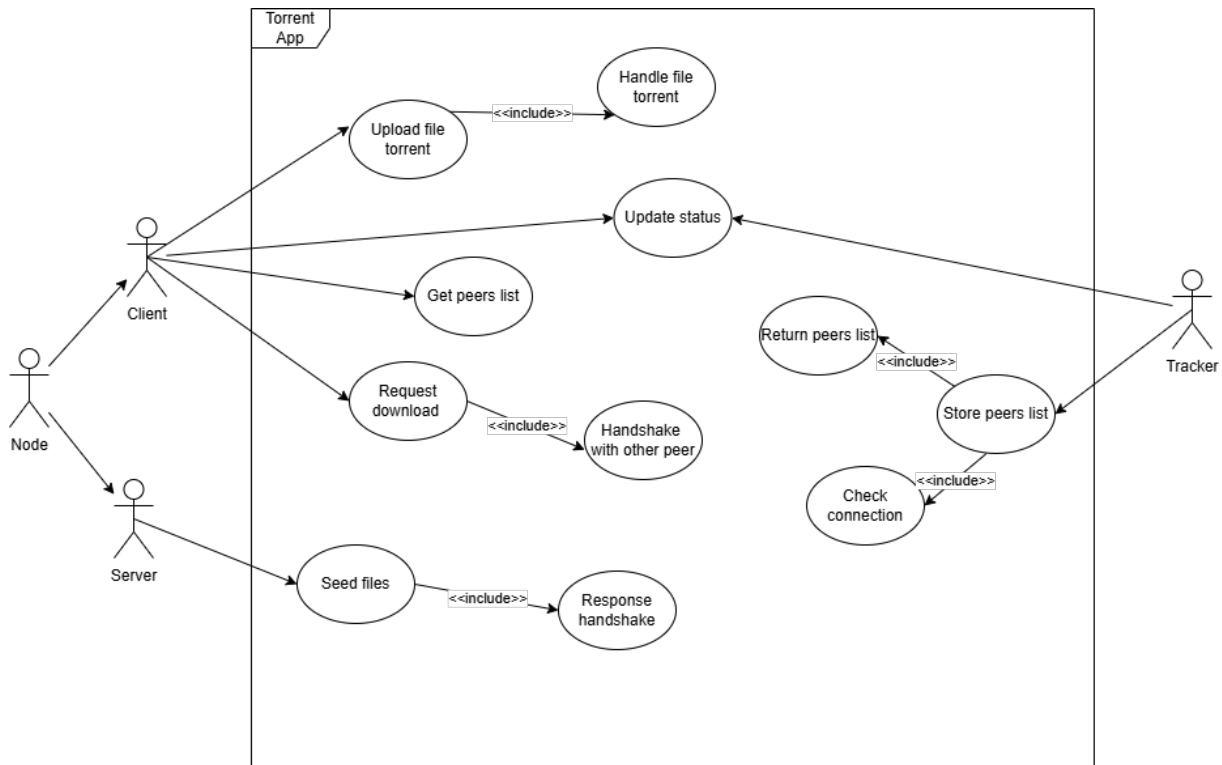 Torrent
App
Handle file
torrent
<<include>>
Upload file
torrent
Update status
Client
Get peers list
Return peers list
<<include>>
Tracker
Request
download
Store peers list
<<include>>
Handshake
with other peer
Node
<<include>>
Check
connection
Server
Seed files
<<include>>
Response
handshake